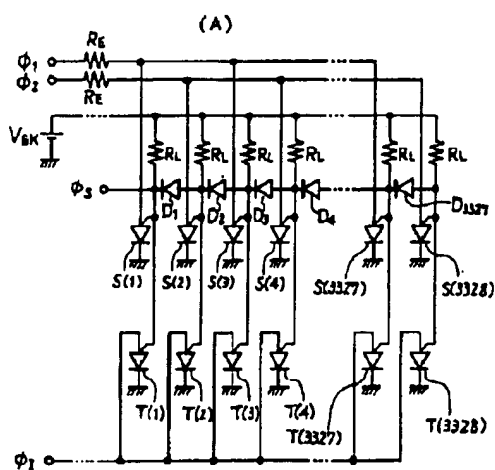 (A)
RE
Φ1
Φ2
RE
VGK
RL RL RL RL RL RL
ΦS
D1 D2 D3 D4 D3327
S(1) S(2) S(3) S(4) S(3327) S(3328)
T(1) T(2) T(3) T(4) T(3327) T(3328)
ΦI